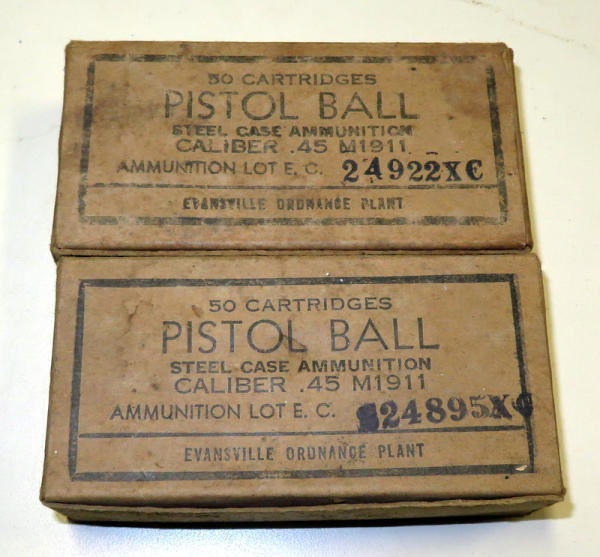 50 CARTRIDGES
PISTOL BALL
STEEL CASE AMMUNITION
CALIBER .45 M1911
AMMUNITION LOT E. C. 24922XC
EVANSVILLE ORDNANCE PLANT
50 CARTRIDGES
PISTOL BALL
STEEL CASE AMMUNITION
CALIBER .45 M1911
AMMUNITION LOT E. C. S24895XC
EVANSVILLE ORDNANCE PLANT